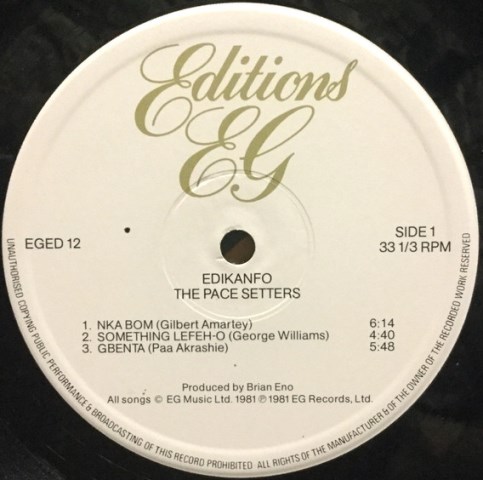 Editions
EG
EGED 12
SIDE 1
33 1/3 RPM
EDIKANFO
THE PACE SETTERS
1. NKA BOM (Gilbert Amartey) 6:14
2. SOMETHING LEFEH-O (George Williams) 4:40
3. GBENTA (Paa Akrashie) 5:48
Produced by Brian Eno
All songs © EG Music Ltd. 1981 ℗ 1981 EG Records, Ltd.
UNAUTHORISED COPYING PUBLIC PERFORMANCE & BROADCASTING OF THIS RECORD PROHIBITED ALL RIGHTS OF THE MANUFACTURER & OF THE OWNER OF THE RECORDED WORK RESERVED